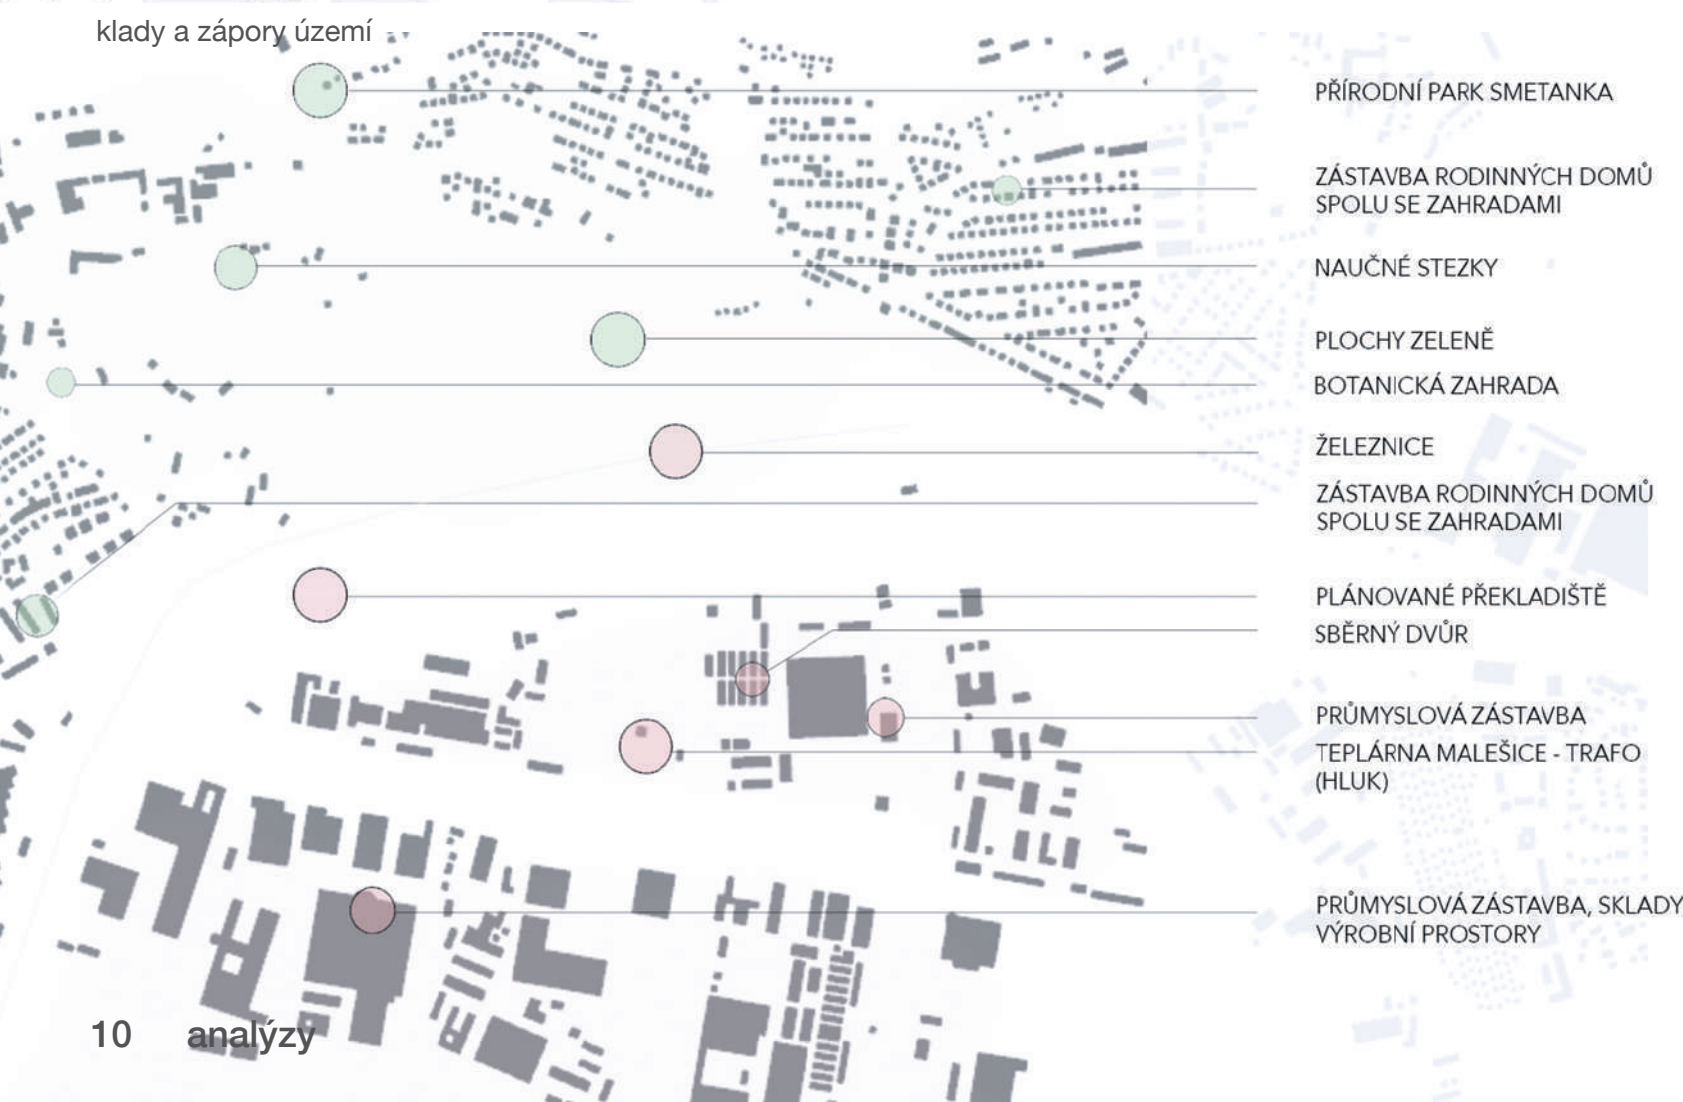 klady a zápory území
PŘÍRODNÍ PARK SMETANKA
ZÁSTAVBA RODINNÝCH DOMŮ
SPOLU SE ZAHRADAMI
NAUČNÉ STEZKY
PLOCHY ZELENĚ
BOTANICKÁ ZAHRADA
ŽELEZNICE
ZÁSTAVBA RODINNÝCH DOMŮ
SPOLU SE ZAHRADAMI
PLÁNOVANÉ PŘEKLADIŠTĚ
SBĚRNÝ DVŮR
PRŮMYSLOVÁ ZÁSTAVBA
TEPLÁRNA MALEŠICE - TRAFO
(HLUK)
PRŮMYSLOVÁ ZÁSTAVBA, SKLADY
VÝROBNÍ PROSTORY
10 analýzy